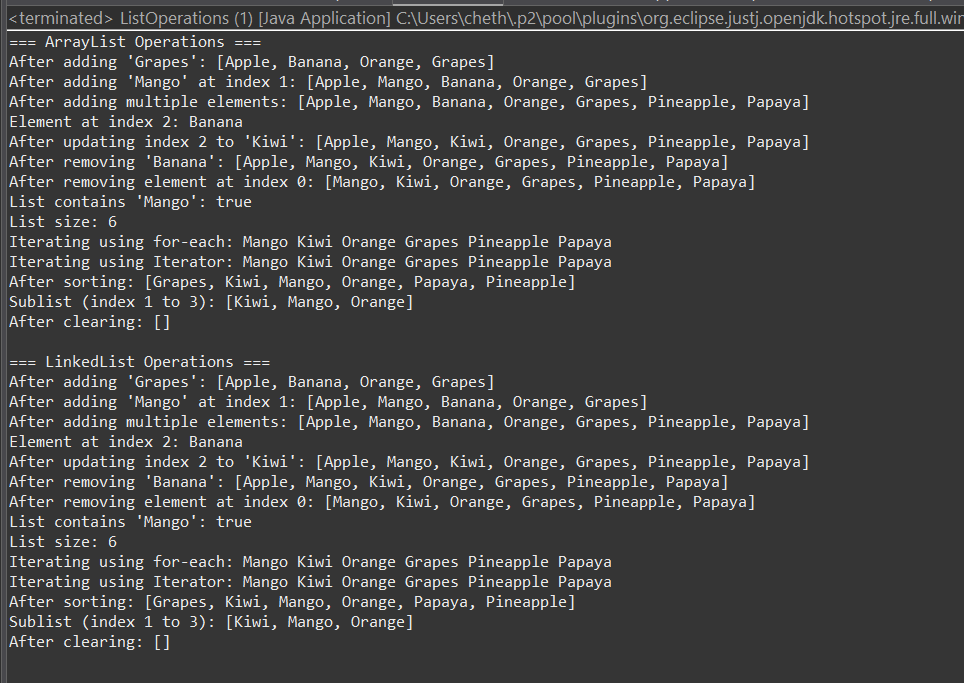 <terminated> ListOperations (1) [Java Application] C:\Users\cheth\.p2\pool\plugins\org.eclipse.justj.openjdk.hotspot.jre.full.win
=== ArrayList Operations ===
After adding 'Grapes': [Apple, Banana, Orange, Grapes]
After adding 'Mango' at index 1: [Apple, Mango, Banana, Orange, Grapes]
After adding multiple elements: [Apple, Mango, Banana, Orange, Grapes, Pineapple, Papaya]
Element at index 2: Banana
After updating index 2 to 'Kiwi': [Apple, Mango, Kiwi, Orange, Grapes, Pineapple, Papaya]
After removing 'Banana': [Apple, Mango, Kiwi, Orange, Grapes, Pineapple, Papaya]
After removing element at index 0: [Mango, Kiwi, Orange, Grapes, Pineapple, Papaya]
List contains 'Mango': true
List size: 6
Iterating using for-each: Mango Kiwi Orange Grapes Pineapple Papaya
Iterating using Iterator: Mango Kiwi Orange Grapes Pineapple Papaya
After sorting: [Grapes, Kiwi, Mango, Orange, Papaya, Pineapple]
Sublist (index 1 to 3): [Kiwi, Mango, Orange]
After clearing: []
=== LinkedList Operations ===
After adding 'Grapes': [Apple, Banana, Orange, Grapes]
After adding 'Mango' at index 1: [Apple, Mango, Banana, Orange, Grapes]
After adding multiple elements: [Apple, Mango, Banana, Orange, Grapes, Pineapple, Papaya]
Element at index 2: Banana
After updating index 2 to 'Kiwi': [Apple, Mango, Kiwi, Orange, Grapes, Pineapple, Papaya]
After removing 'Banana': [Apple, Mango, Kiwi, Orange, Grapes, Pineapple, Papaya]
After removing element at index 0: [Mango, Kiwi, Orange, Grapes, Pineapple, Papaya]
List contains 'Mango': true
List size: 6
Iterating using for-each: Mango Kiwi Orange Grapes Pineapple Papaya
Iterating using Iterator: Mango Kiwi Orange Grapes Pineapple Papaya
After sorting: [Grapes, Kiwi, Mango, Orange, Papaya, Pineapple]
Sublist (index 1 to 3): [Kiwi, Mango, Orange]
After clearing: []